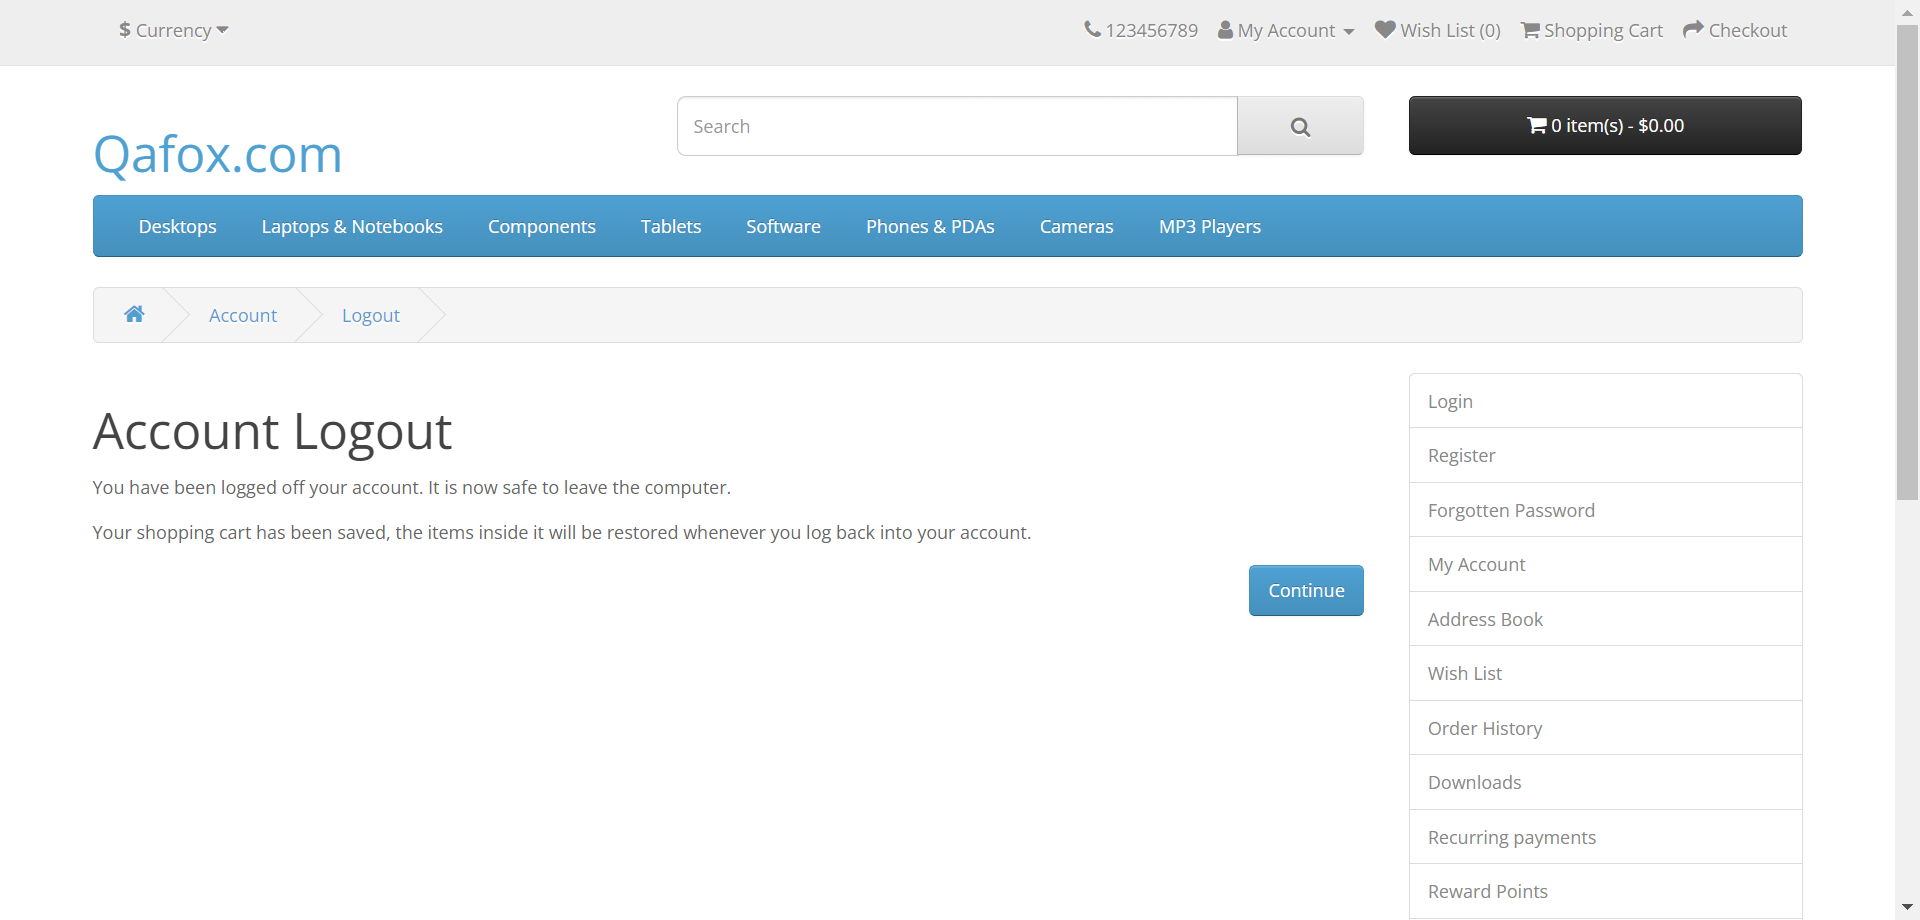 $ Currency
123456789 My Account Wish List (0) Shopping Cart Checkout
Search
0 item(s) - $0.00
Qafox.com
Desktops Laptops & Notebooks Components Tablets Software Phones & PDAs Cameras MP3 Players
Account Logout
Account Logout
You have been logged off your account. It is now safe to leave the computer.
Your shopping cart has been saved, the items inside it will be restored whenever you log back into your account.
Continue
Login
Register
Forgotten Password
My Account
Address Book
Wish List
Order History
Downloads
Recurring payments
Reward Points